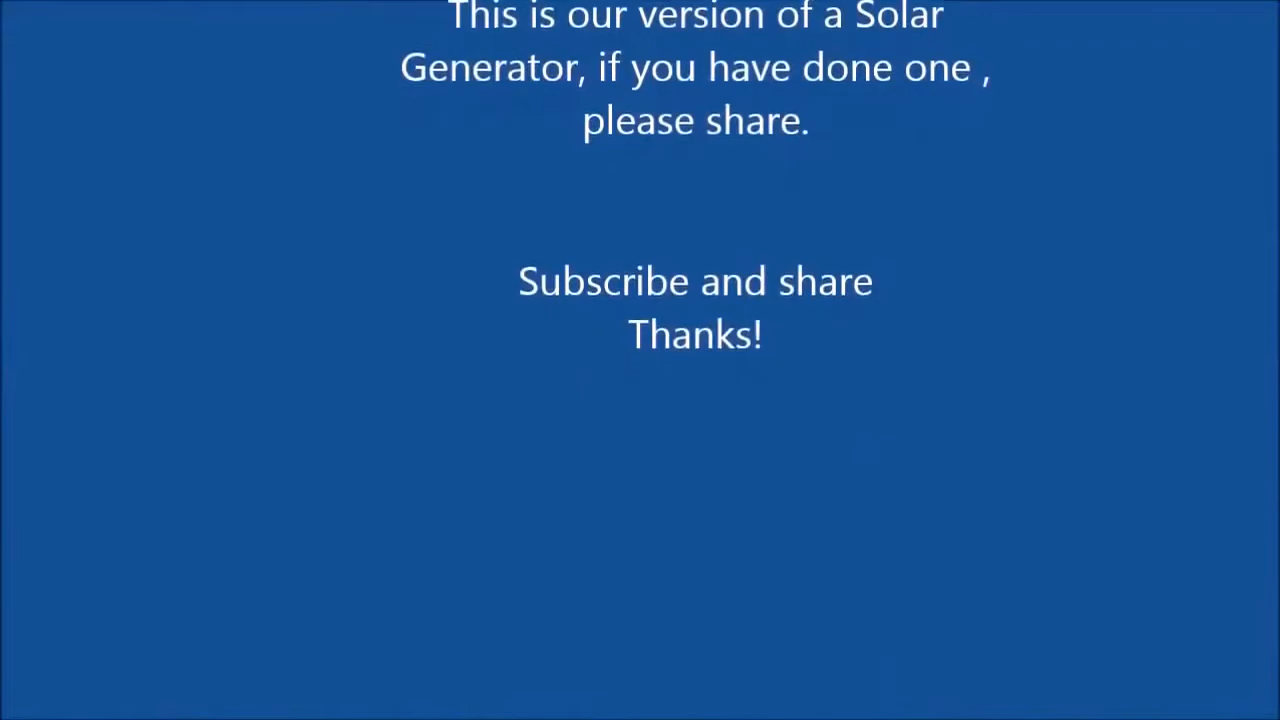 This is our version of a Solar
Generator, if you have done one ,
please share.
Subscribe and share
Thanks!